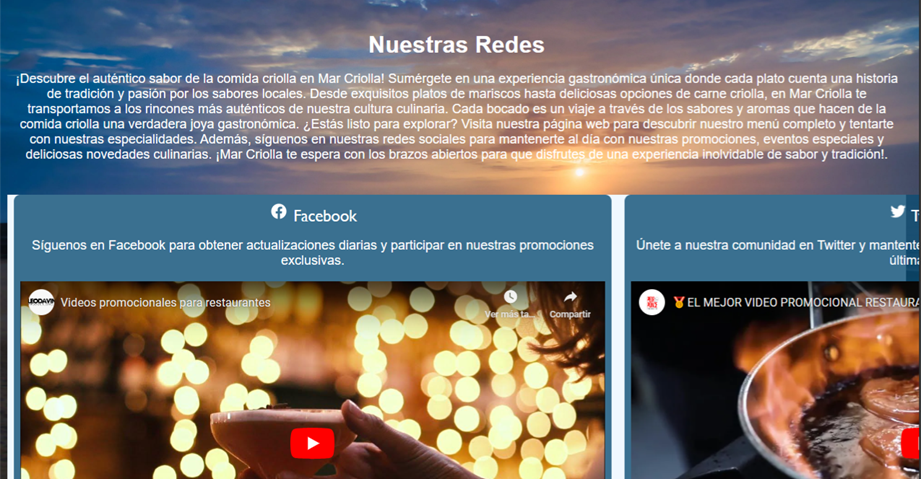 Nuestras Redes
¡Descubre el auténtico sabor de la comida criolla en Mar Criolla! Sumérgete en una experiencia gastronómica única donde cada plato cuenta una historia
de tradición y pasión por los sabores locales. Desde exquisitos platos de mariscos hasta deliciosas opciones de carne criolla, en Mar Criolla te
transportamos a los rincones más auténticos de nuestra cultura culinaria. Cada bocado es un viaje a través de los sabores y aromas que hacen de la
comida criolla una verdadera joya gastronómica. ¿Estás listo para explorar? Visita nuestra página web para descubrir nuestro menú completo y tentarte
con nuestras especialidades. Además, síguenos en nuestras redes sociales para mantenerte al día con nuestras promociones, eventos especiales y
deliciosas novedades culinarias. ¡Mar Criolla te espera con los brazos abiertos para que disfrutes de una experiencia inolvidable de sabor y tradición!.
Facebook
Síguenos en Facebook para obtener actualizaciones diarias y participar en nuestras promociones
exclusivas.
Videos promocionales para restaurantes
Ver más ta...
Compartir
T
Únete a nuestra comunidad en Twitter y mantente
última
EL MEJOR VIDEO PROMOCIONAL RESTAURA